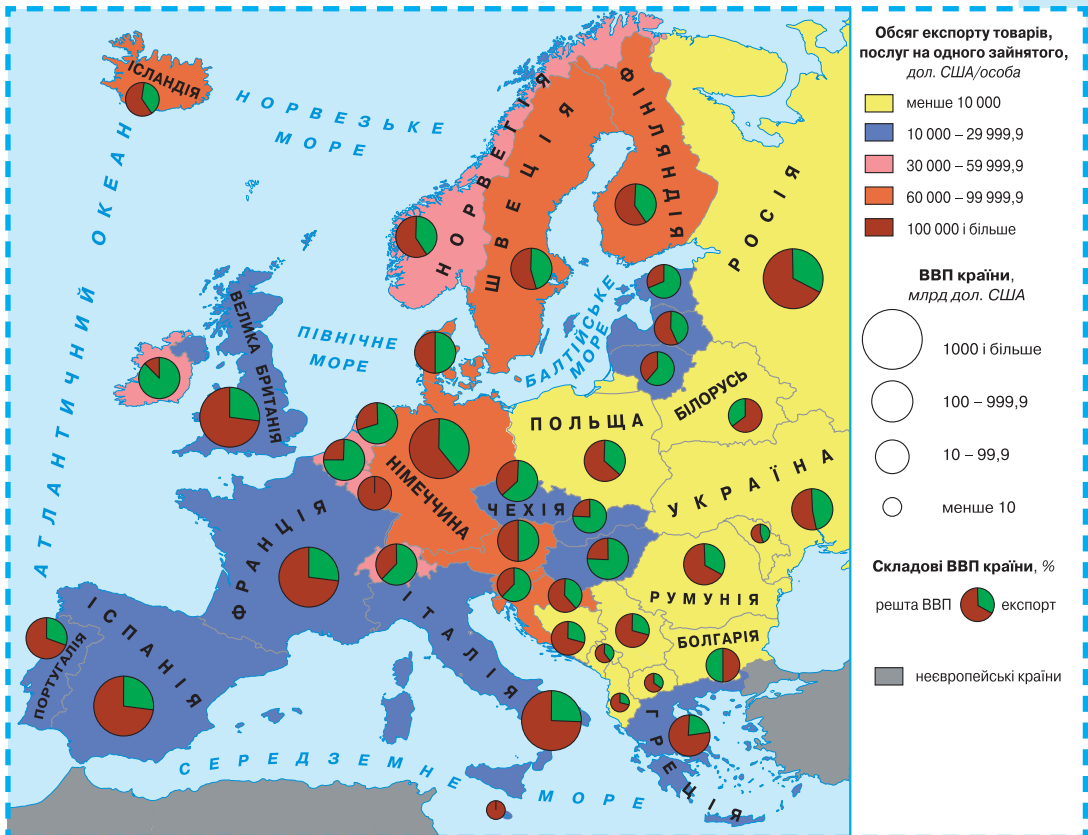 ІСЛАНДІЯ
НОРВЕЗЬКЕ
МОРЕ
АТЛАНТИЧНИЙ ОКЕАН
НОРВЕГІЯ
ШВЕЦІЯ
ФІНЛЯНДІЯ
РОСІЯ
ВЕЛИКА БРИТАНІЯ
ПІВНІЧНЕ
МОРЕ
БАЛТІЙСЬКЕ
МОРЕ
ПОЛЬЩА
БІЛОРУСЬ
УКРАЇНА
НІМЕЧЧИНА
ЧЕХІЯ
ФРАНЦІЯ
РУМУНІЯ
БОЛГАРІЯ
ІТАЛІЯ
ІСПАНІЯ
ПОРТУГАЛІЯ
ГРЕЦІЯ
СЕРЕДЗЕМНЕ МОРЕ
Обсяг експорту товарів,
послуг на одного зайнятого,
дол. США/особа
менше 10 000
10 000 – 29 999,9
30 000 – 59 999,9
60 000 – 99 999,9
100 000 і більше
ВВП країни,
млрд дол. США
1000 і більше
100 – 999,9
10 – 99,9
менше 10
Складові ВВП країни, %
решта ВВП експорт
неєвропейські країни